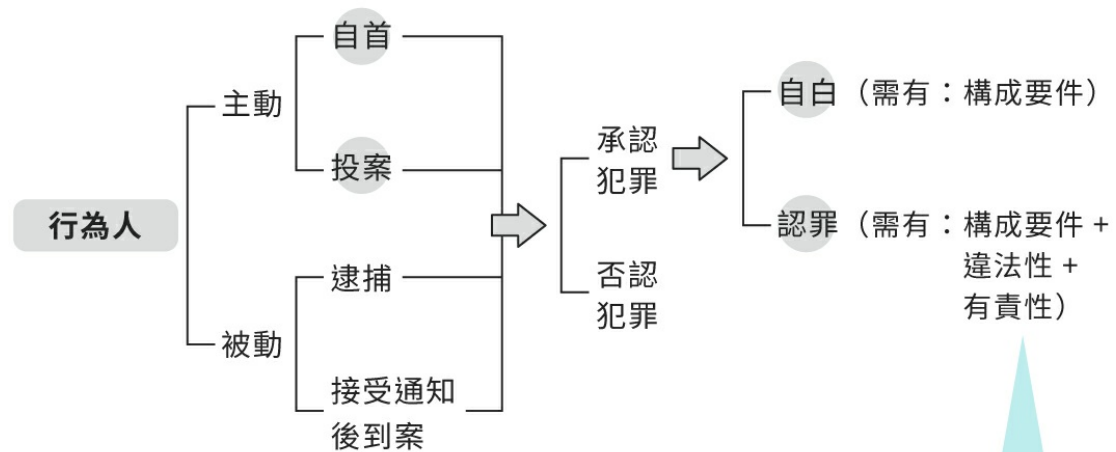 行為人
主動
自首
投案
被動
逮捕
接受通知
後到案
承認
犯罪
否認
犯罪
自白（需有：構成要件）
認罪（需有：構成要件 +
違法性 +
有責性）